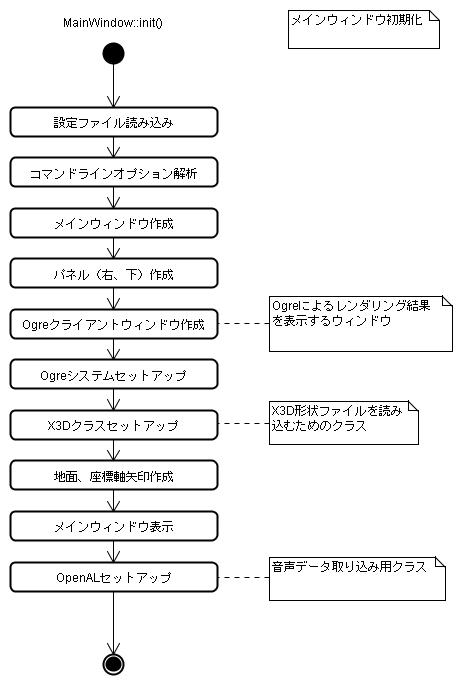 MainWindow::init()
メインウィンドウ初期化
設定ファイル読み込み
コマンドラインオプション解析
メインウィンドウ作成
パネル（右、下）作成
Ogreクライアントウィンドウ作成
Ogreによるレンダリング結果
を表示するウィンドウ
Ogreシステムセットアップ
X3Dクラスセットアップ
X3D形状ファイルを読み
込むためのクラス
地面、座標軸矢印作成
メインウィンドウ表示
OpenALセットアップ
音声データ取り込み用クラス